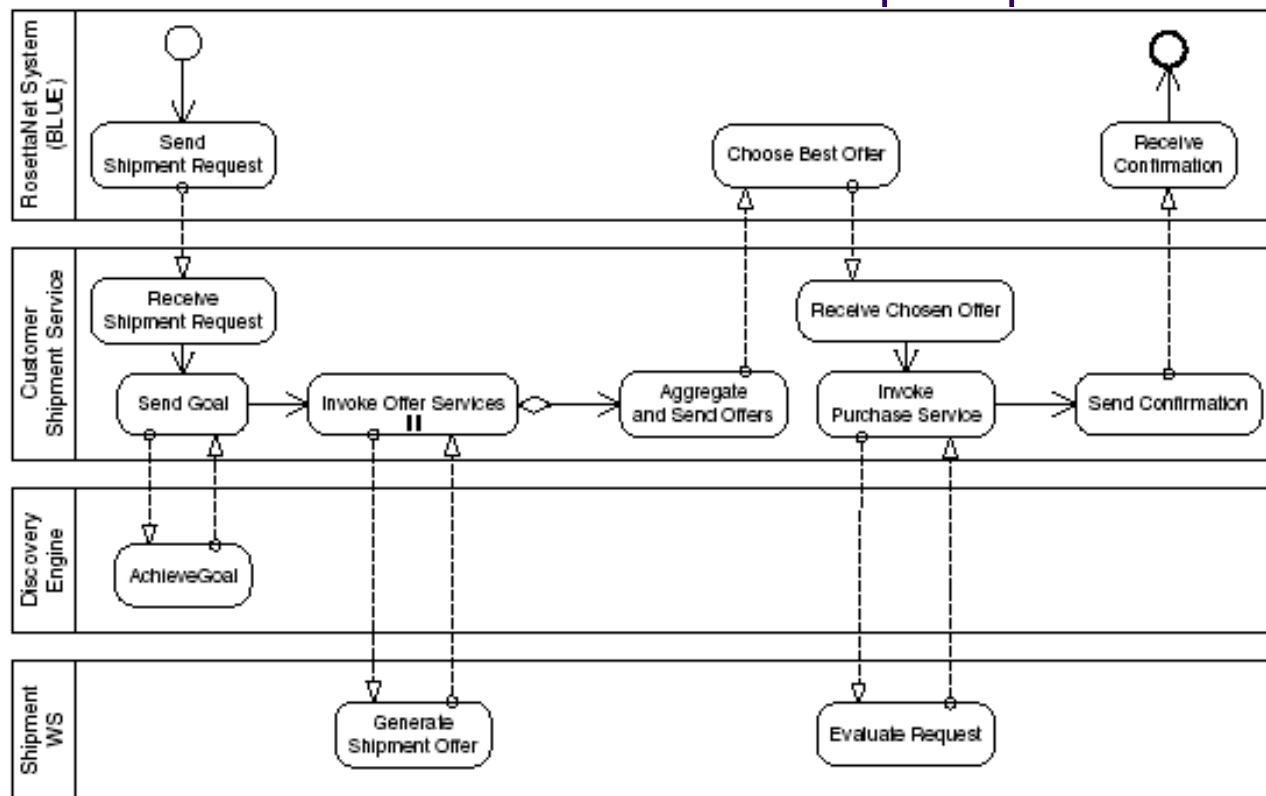 RosettaNet System
(BLUE)
Send
Shipment Request
Choose Best Offer
Receive
Confirmation
Customer
Shipment Service
Receive
Shipment Request
Receive Chosen Offer
Send Goal
Invoke Offer Services
Aggregate
and Send Offers
Invoke
Purchase Service
Send Confirmation
Discovery
Engine
AchieveGoal
Shipment
WS
Generate
Shipment Offer
Evaluate Request